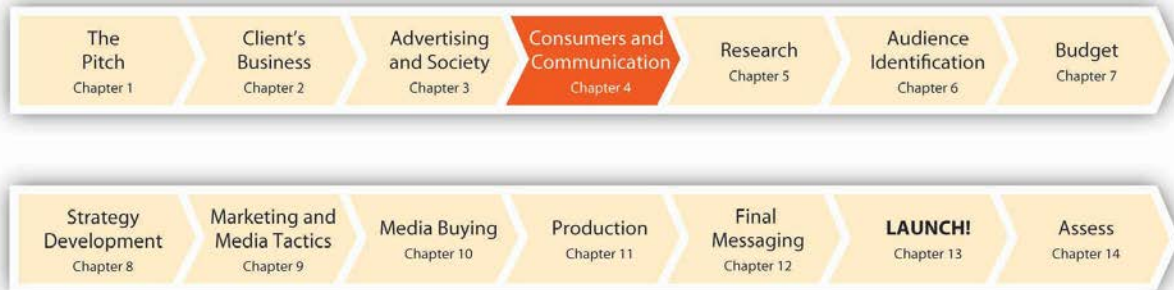 The
Pitch
Chapter 1
Client's
Business
Chapter 2
Advertising
and Society
Chapter 3
Consumers and
Communication
Chapter 4
Research
Chapter 5
Audience
Identification
Chapter 6
Budget
Chapter 7
Strategy
Development
Chapter 8
Marketing and
Media Tactics
Chapter 9
Media Buying
Chapter 10
Production
Chapter 11
Final
Messaging
Chapter 12
LAUNCH!
Chapter 13
Assess
Chapter 14